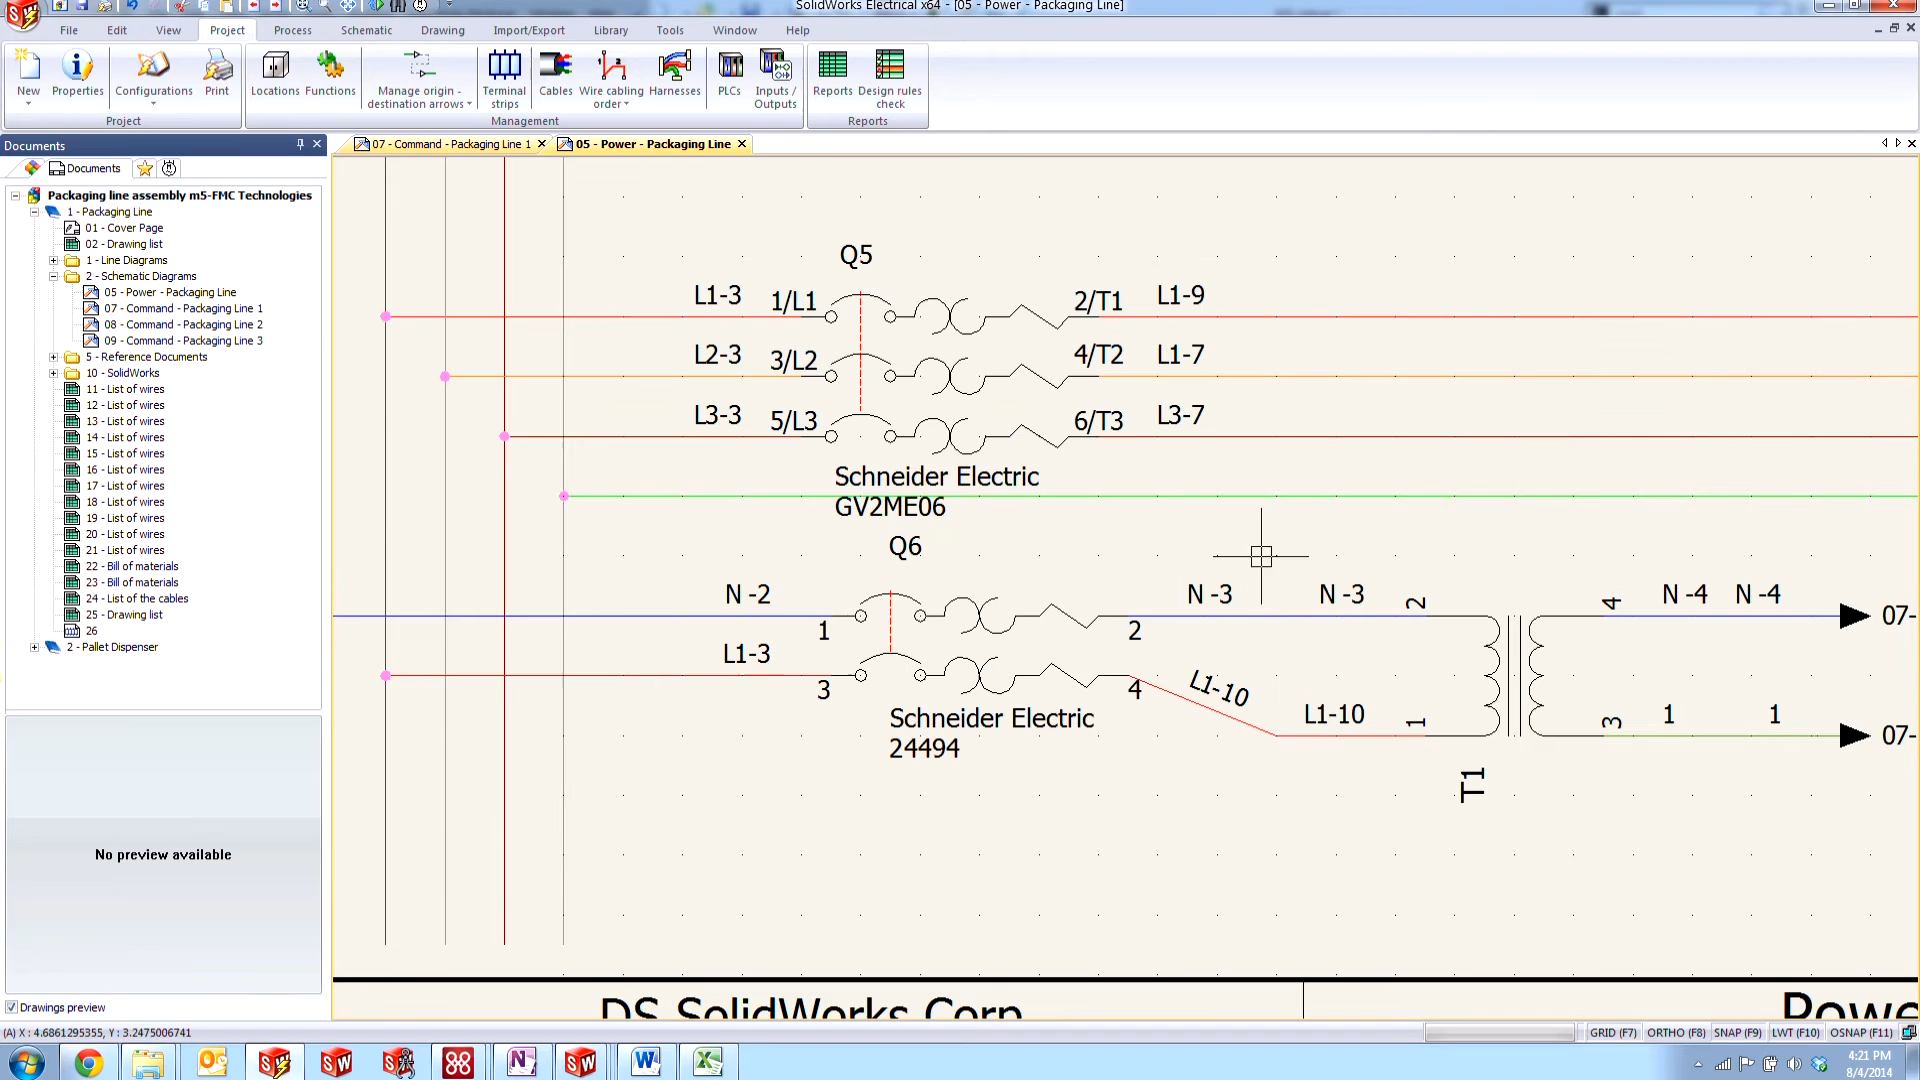 SolidWorks Electrical x64 - [05 - Power - Packaging Line]
File Edit View Project Process Schematic Drawing Import/Export Library Tools Window Help
New Properties Configurations Print Locations Functions Manage origin - destination arrows Terminal strips Cables Wire cabling order Harnesses PLCs Inputs / Outputs Reports Design rules check
Project Management Reports
Documents
07 - Command - Packaging Line 1
05 - Power - Packaging Line
Documents
Packaging line assembly m5-FMC Technologies
1 - Packaging Line
01 - Cover Page
02 - Drawing list
1 - Line Diagrams
2 - Schematic Diagrams
05 - Power - Packaging Line
07 - Command - Packaging Line 1
08 - Command - Packaging Line 2
09 - Command - Packaging Line 3
5 - Reference Documents
10 - SolidWorks
11 - List of wires
12 - List of wires
13 - List of wires
14 - List of wires
15 - List of wires
16 - List of wires
17 - List of wires
18 - List of wires
19 - List of wires
20 - List of wires
21 - List of wires
22 - Bill of materials
23 - Bill of materials
24 - List of the cables
25 - Drawing list
26
2 - Pallet Dispenser
No preview available
Drawings preview
Q5
L1-3 1/L1 2/T1 L1-9
L2-3 3/L2 4/T2 L1-7
L3-3 5/L3 6/T3 L3-7
Schneider Electric
GV2ME06
Q6
N -2 1 2 N -3 N -3 2 4 N -4 N -4 07-
L1-3 3 4 L1-10 L1-10 1 3 1 1 07-
Schneider Electric
24494
T1
DS SolidWorks Corp
Powe
(A) X : 4.6861295355, Y : 3.2475006741
GRID (F7) ORTHO (F8) SNAP (F9) LWT (F10) OSNAP (F11)
4:21 PM
8/4/2014